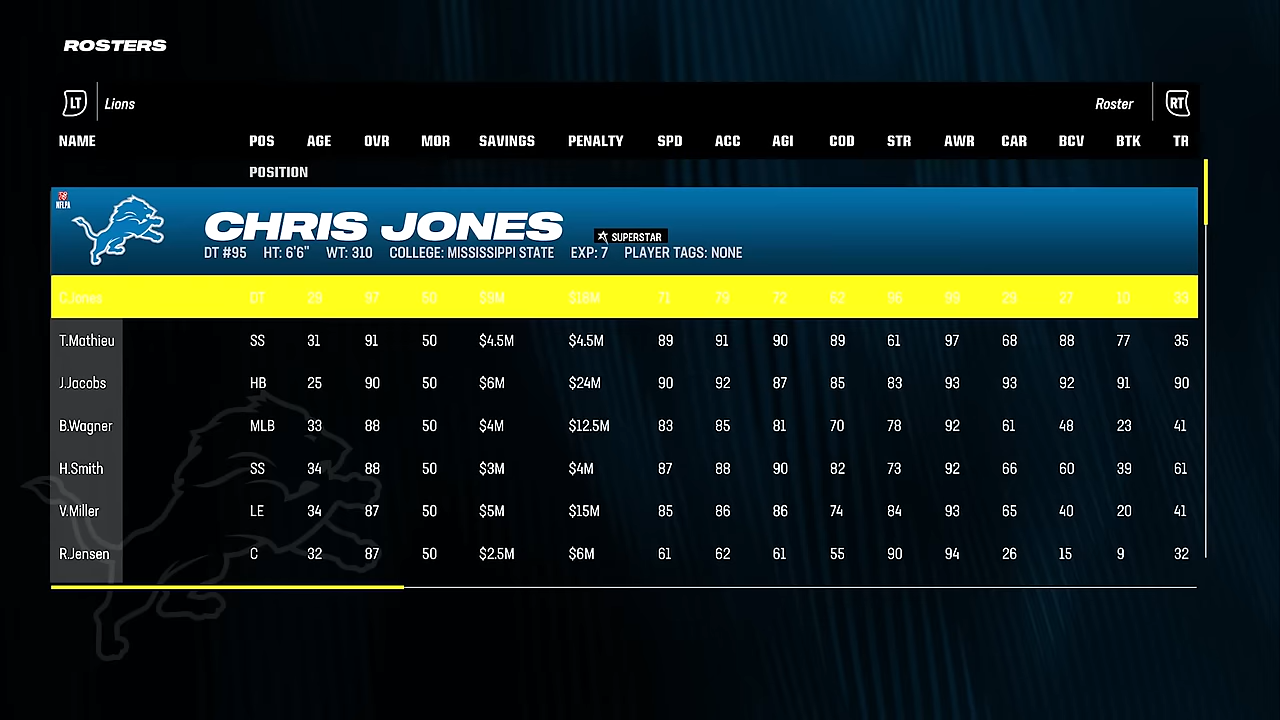 ROSTERS
LT Lions Roster RT
NAME POS AGE OVR MOR SAVINGS PENALTY SPD ACC AGI COD STR AWR CAR BCV BTK TR
POSITION
NFLPA
CHRIS JONES SUPERSTAR
DT #95 HT: 6'6" WT: 310 COLLEGE: MISSISSIPPI STATE EXP: 7 PLAYER TAGS: NONE
C.Jones DT 29 97 50 $9M $18M 71 79 72 62 96 99 29 27 10 33
T.Mathieu SS 31 91 50 $4.5M $4.5M 89 91 90 89 61 97 68 88 77 35
J.Jacobs HB 25 90 50 $6M $24M 90 92 87 85 83 93 93 92 91 90
B.Wagner MLB 33 88 50 $4M $12.5M 83 85 81 70 78 92 61 48 23 41
H.Smith SS 34 88 50 $3M $4M 87 88 90 82 73 92 66 60 39 61
V.Miller LE 34 87 50 $5M $15M 85 86 86 74 84 93 65 40 20 41
R.Jensen C 32 87 50 $2.5M $6M 61 62 61 55 90 94 26 15 9 32